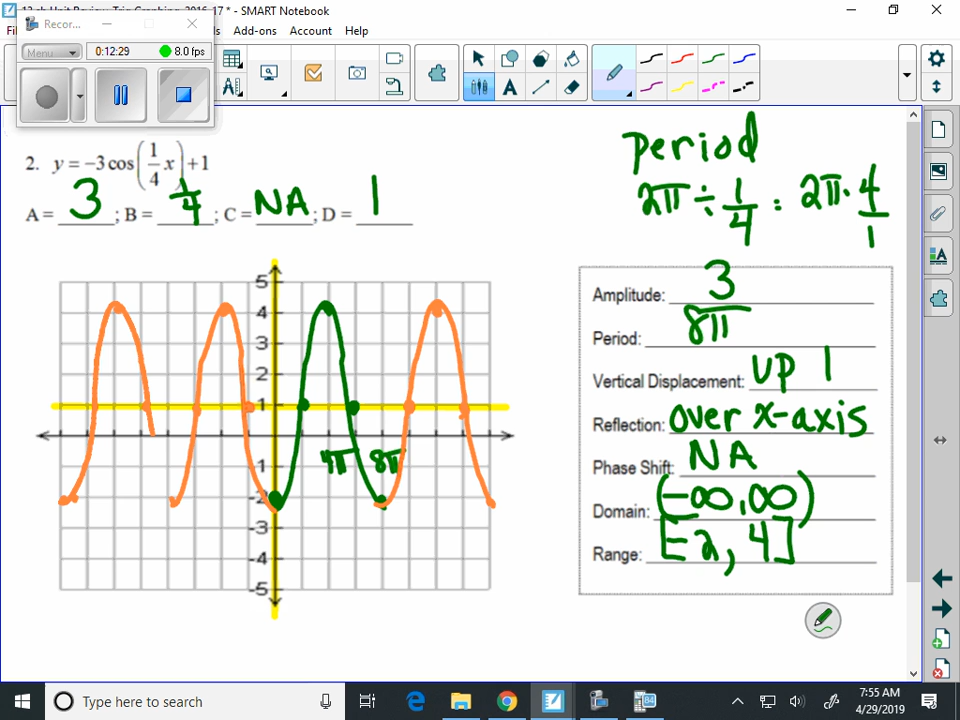 12 ch Unit Review, Trig Graphing 2016-17 * - SMART Notebook
Recor...
Add-ons Account Help
Menu 0:12:29 8.0 fps
2. y = −3 cos(1/4 x) + 1
A = 3 ; B = 1/4 ; C = NA ; D = 1
period
2π ÷ 1/4 = 2π · 4/1
5
4
3
2
1
1
-2
-3
-4
-5
4π 8π
Amplitude: 3
Period: 8π
Vertical Displacement: up 1
Reflection: over x-axis
Phase Shift: NA
Domain: (-∞,∞)
Range: [-2, 4]
Type here to search
7:55 AM
4/29/2019